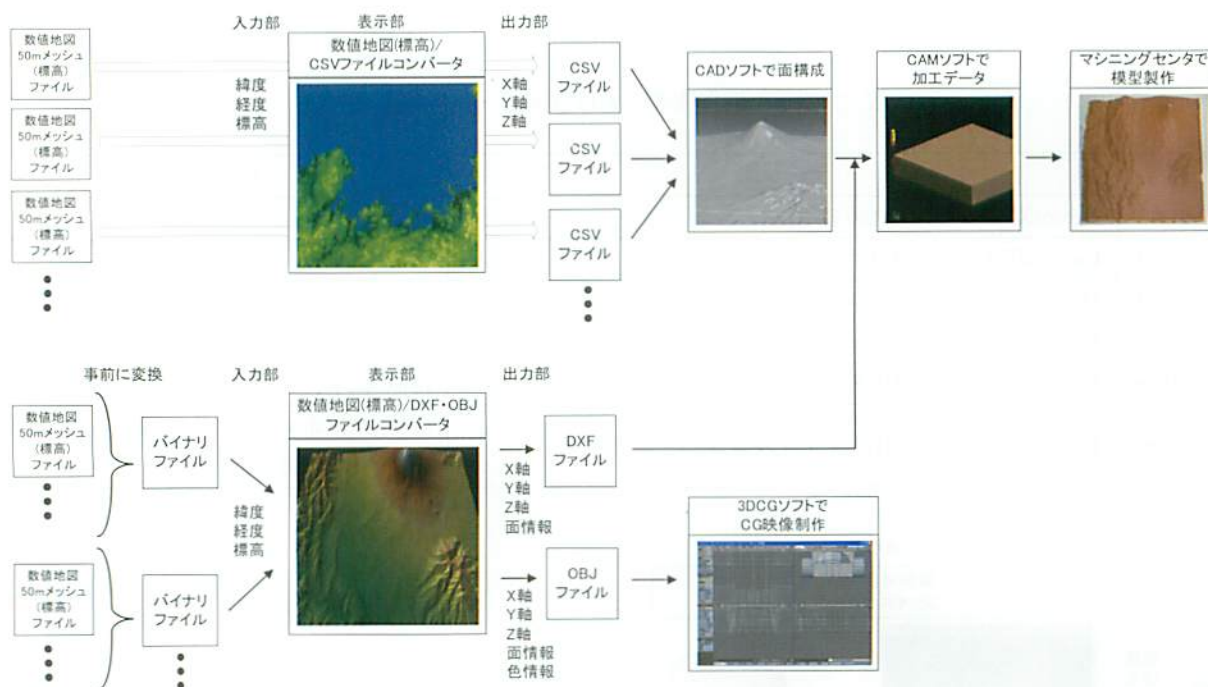 入力部
表示部
出力部
数値地図
50mメッシュ
(標高)
ファイル
数値地図
50mメッシュ
(標高)
ファイル
数値地図
50mメッシュ
(標高)
ファイル
緯度
経度
標高
数値地図(標高)/
CSVファイルコンバータ
X軸
Y軸
Z軸
CSV
ファイル
CSV
ファイル
CSV
ファイル
CADソフトで面構成
CAMソフトで
加工データ
マシニングセンタで
模型製作
事前に変換
入力部
表示部
出力部
数値地図
50mメッシュ
(標高)
ファイル
バイナリ
ファイル
数値地図
50mメッシュ
(標高)
ファイル
バイナリ
ファイル
緯度
経度
標高
数値地図(標高)/DXF・OBJ
ファイルコンバータ
X軸
Y軸
Z軸
面情報
DXF
ファイル
X軸
Y軸
Z軸
面情報
色情報
OBJ
ファイル
3DCGソフトで
CG映像制作